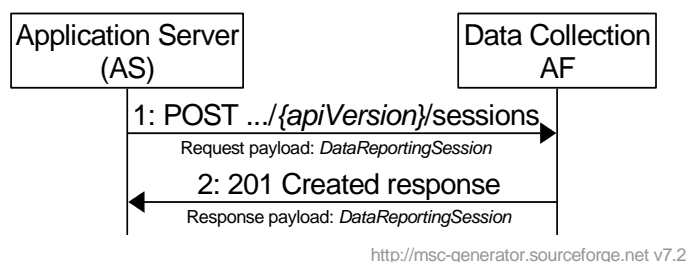 Application Server
(AS)
Data Collection
AF
1: POST .../{apiVersion}/sessions
Request payload: DataReportingSession
2: 201 Created response
Response payload: DataReportingSession
http://msc-generator.sourceforge.net v7.2